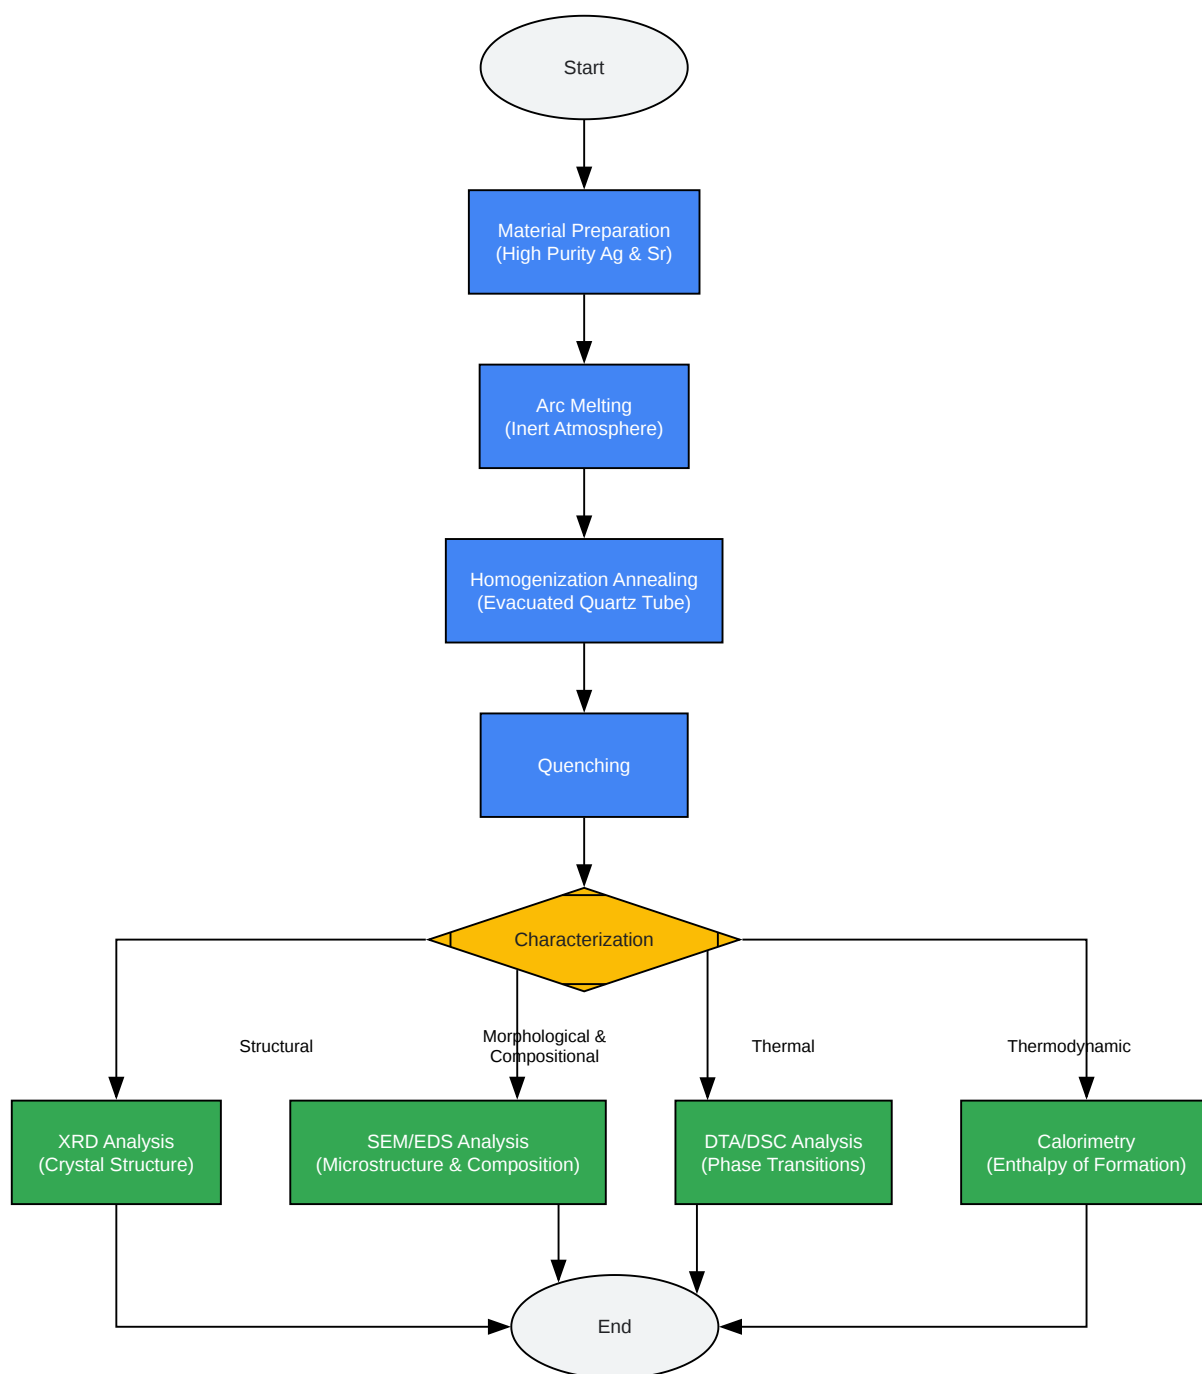 Start
Material Preparation
(High Purity Ag & Sr)
Arc Melting
(Inert Atmosphere)
Homogenization Annealing
(Evacuated Quartz Tube)
Quenching
Characterization
Structural
Morphological &
Compositional
Thermal
Thermodynamic
XRD Analysis
(Crystal Structure)
SEM/EDS Analysis
(Microstructure & Composition)
DTA/DSC Analysis
(Phase Transitions)
Calorimetry
(Enthalpy of Formation)
End